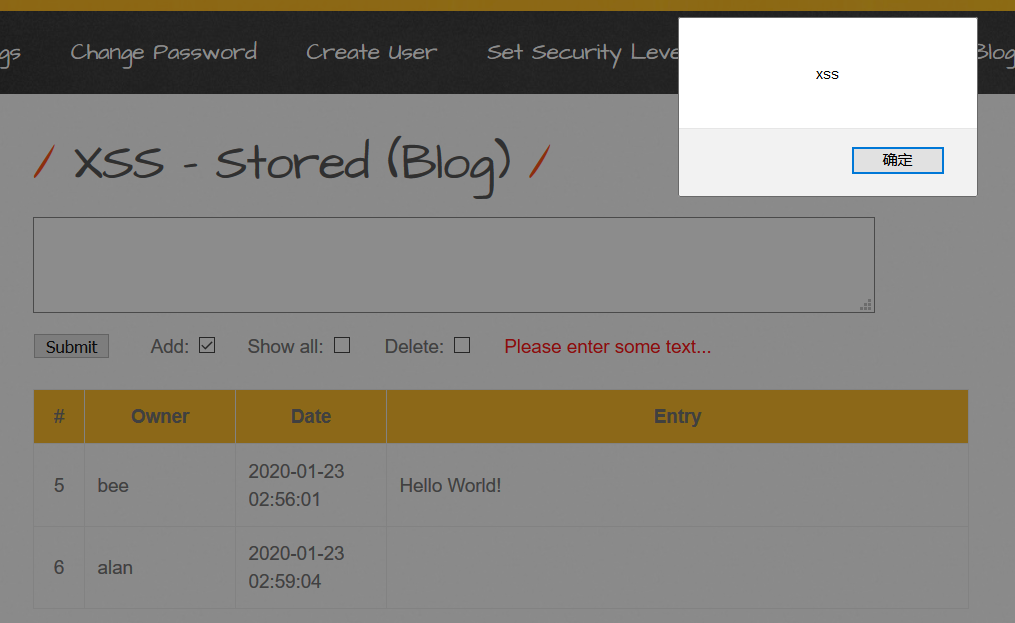 gs Change Password Create User Set Security Leve Blog
xss
确定
/ XSS - Stored (Blog) /
Submit Add: Show all: Delete: Please enter some text...
# Owner Date Entry
5 bee 2020-01-23 02:56:01 Hello World!
6 alan 2020-01-23 02:59:04